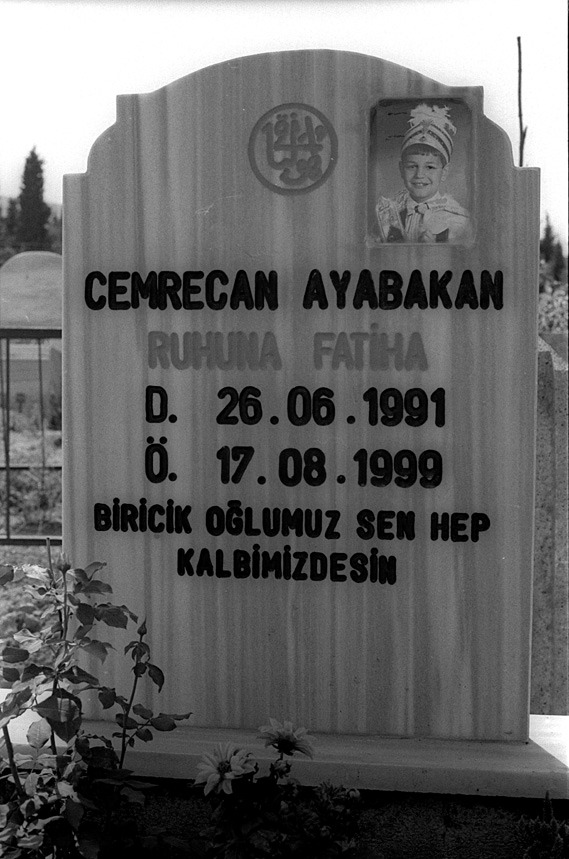 CEMRECAN AYABAKAN
RUHUNA FATİHA
D. 26.06.1991
Ö. 17.08.1999
BİRİCİK OĞLUMUZ SEN HEP
KALBİMİZDESİN